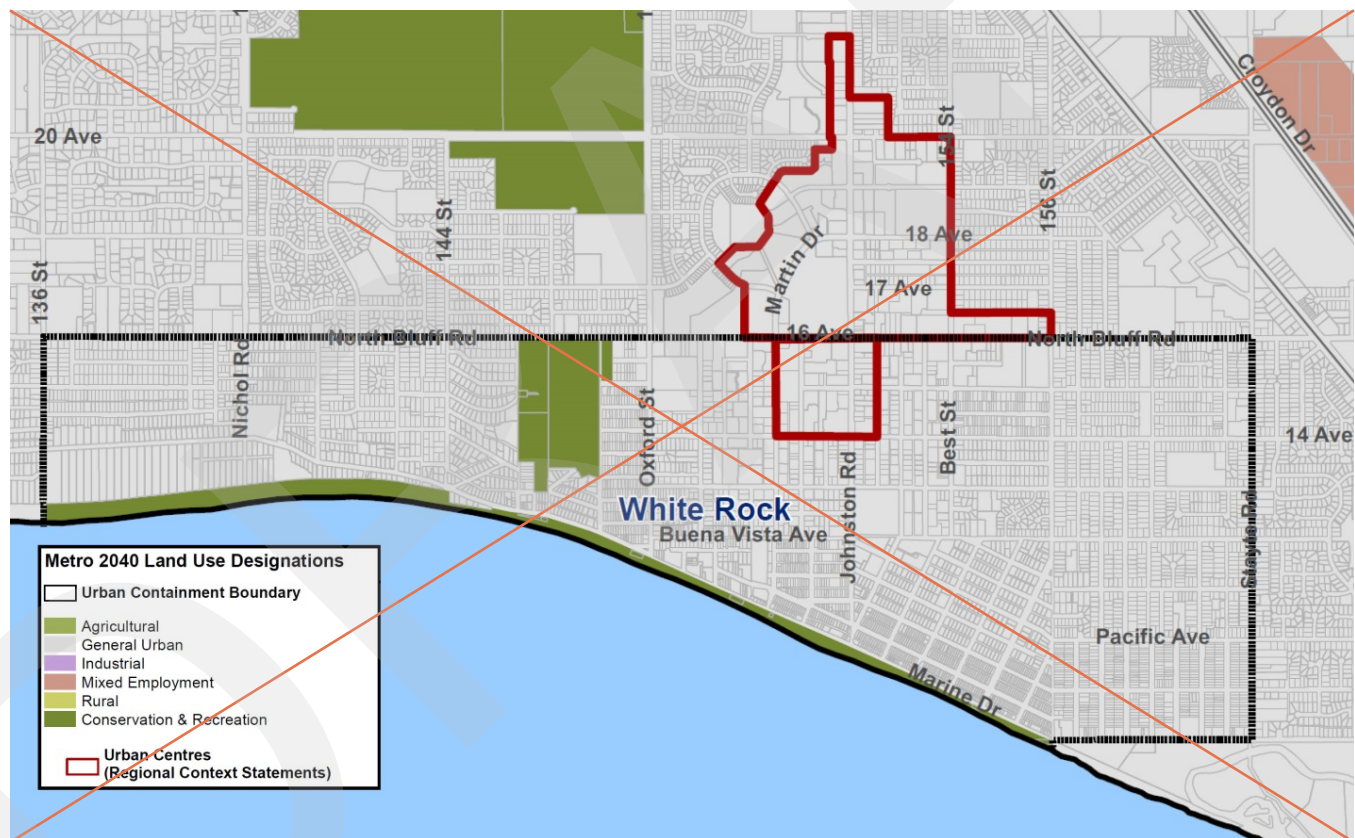 20 Ave
Croydon Dr
154 St
156 St
144 St
18 Ave
Martin Dr
136 St
17 Ave
16 Ave
North Bluff Rd
North Bluff Rd
Nichol Rd
Oxford St
Best St
14 Ave
Johnston Rd
White Rock
Buena Vista Ave
Stayte Rd
Pacific Ave
Marine Dr
Metro 2040 Land Use Designations
Urban Containment Boundary
Agricultural
General Urban
Industrial
Mixed Employment
Rural
Conservation & Recreation
Urban Centres
(Regional Context Statements)